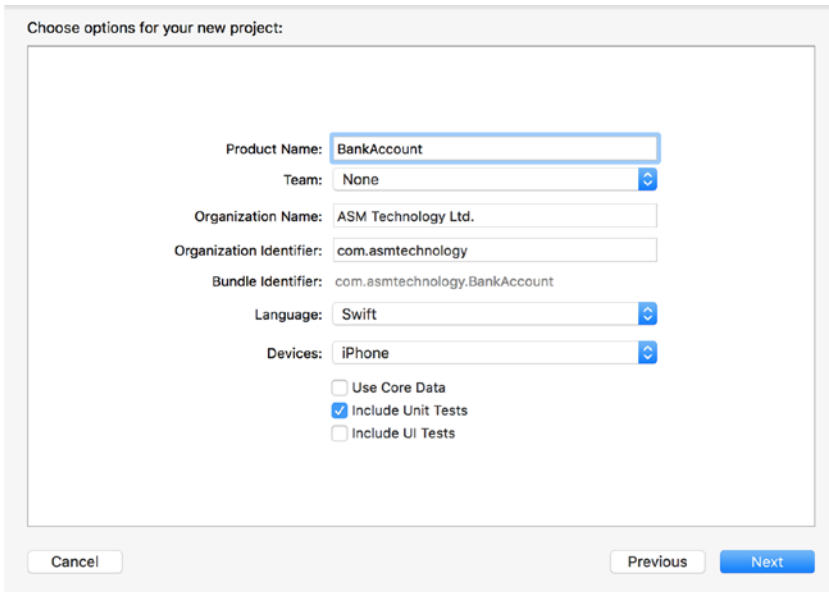 Choose options for your new project:
Product Name: BankAccount
Team: None
Organization Name: ASM Technology Ltd.
Organization Identifier: com.asmtechnology
Bundle Identifier: com.asmtechnology.BankAccount
Language: Swift
Devices: iPhone
Use Core Data
Include Unit Tests
Include UI Tests
Cancel Previous Next